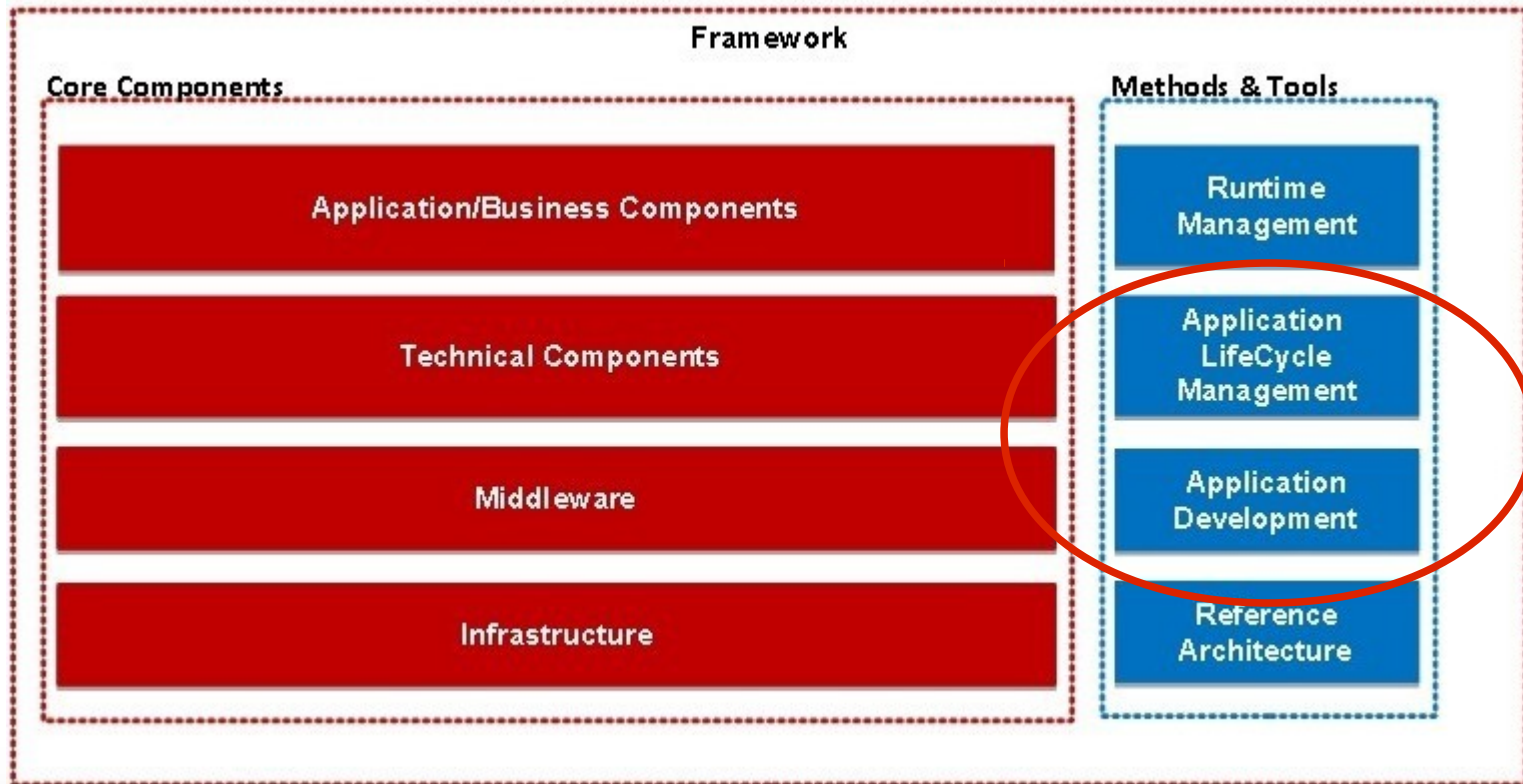 Framework
Core Components
Methods & Tools
Application/Business Components
Runtime
Management
Technical Components
Application
LifeCycle
Management
Middleware
Application
Development
Infrastructure
Reference
Architecture